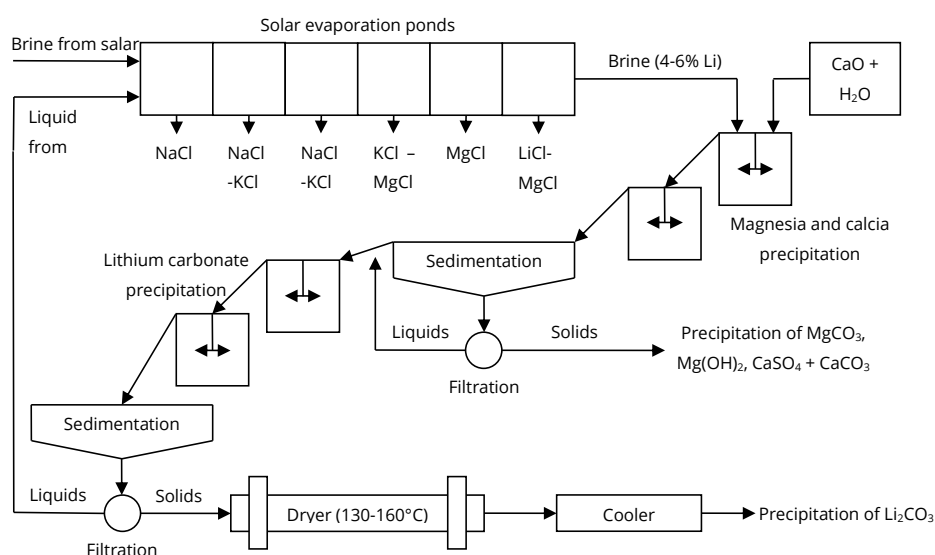 Solar evaporation ponds
Brine from salar
Brine (4-6% Li)
CaO +
H₂O
Liquid
from
NaCl
NaCl
-KCl
NaCl
-KCl
KCl –
MgCl
MgCl
LiCl-
MgCl
Magnesia and calcia
precipitation
Sedimentation
Lithium carbonate
precipitation
Liquids
Solids
Precipitation of MgCO₃,
Mg(OH)₂, CaSO₄ + CaCO₃
Filtration
Sedimentation
Liquids
Solids
Dryer (130-160°C)
Cooler
Precipitation of Li₂CO₃
Filtration